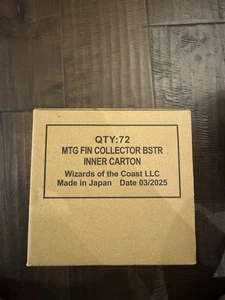 QTY:72
MTG FIN COLLECTOR BSTR
INNER CARTON
Wizards of the Coast LLC
Made in Japan Date 03/2025